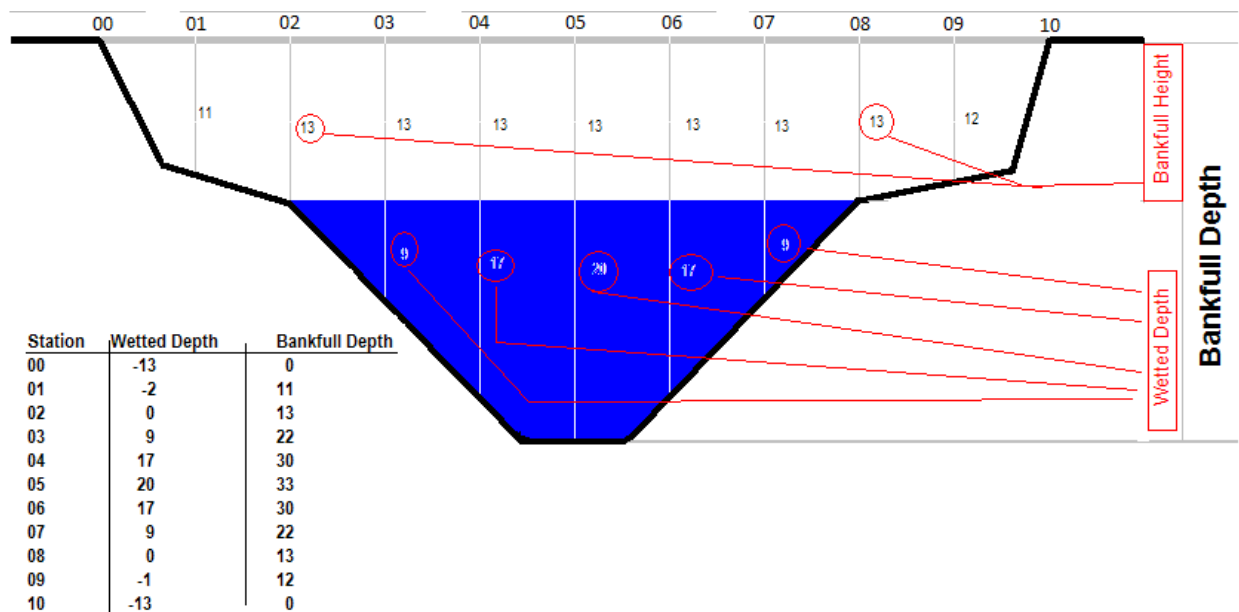 00 01 02 03 04 05 06 07 08 09 10
11 13 13 13 13 13 13 13 12
Bankfull Height
9 17 20 17 9
Wetted Depth
Bankfull Depth
Station Wetted Depth Bankfull Depth
00 -13 0
01 -2 11
02 0 13
03 9 22
04 17 30
05 20 33
06 17 30
07 9 22
08 0 13
09 -1 12
10 -13 0